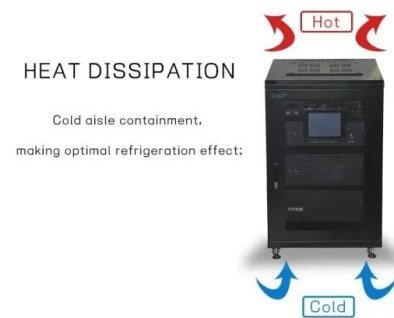 Hot
HEAT DISSIPATION
Cold aisle containment,
making optimal refrigeration effect;
Cold